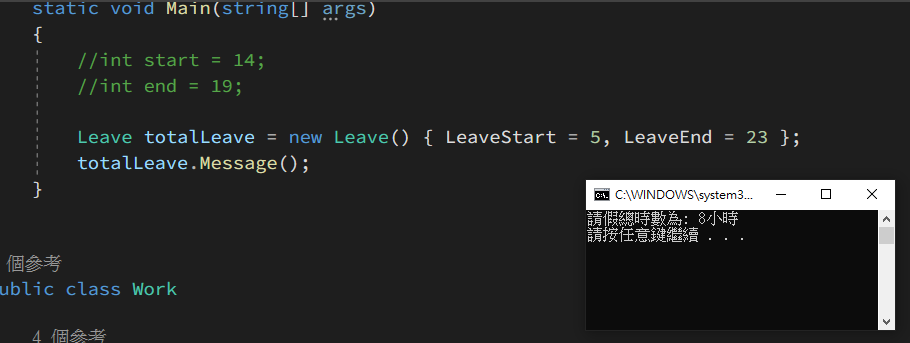 static void Main(string[] args)
{
//int start = 14;
//int end = 19;
Leave totalLeave = new Leave() { LeaveStart = 5, LeaveEnd = 23 };
totalLeave.Message();
}
C:\WINDOWS\system3...
請假總時數為: 8小時
請按任意鍵繼續 . . .
個參考
ublic class Work
4 個參考